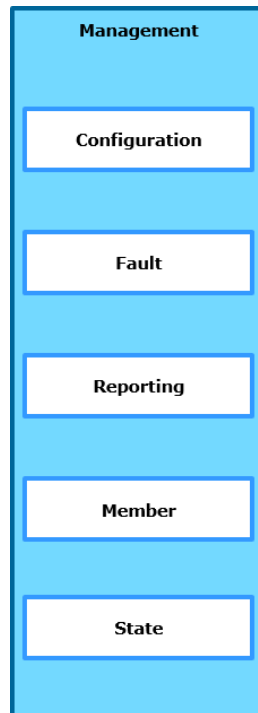 Management
Configuration
Fault
Reporting
Member
State